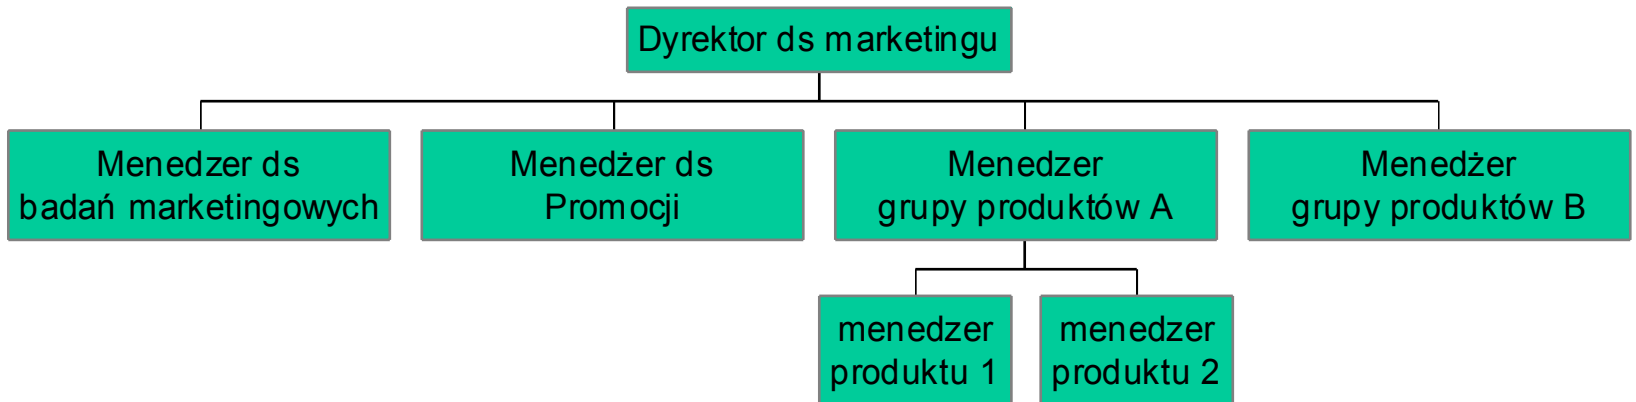 Dyrektor ds marketingu
Menedzer ds
badań marketingowych
Menedżer ds
Promocji
Menedzer
grupy produktów A
Menedżer
grupy produktów B
menedzer
produktu 1
menedzer
produktu 2